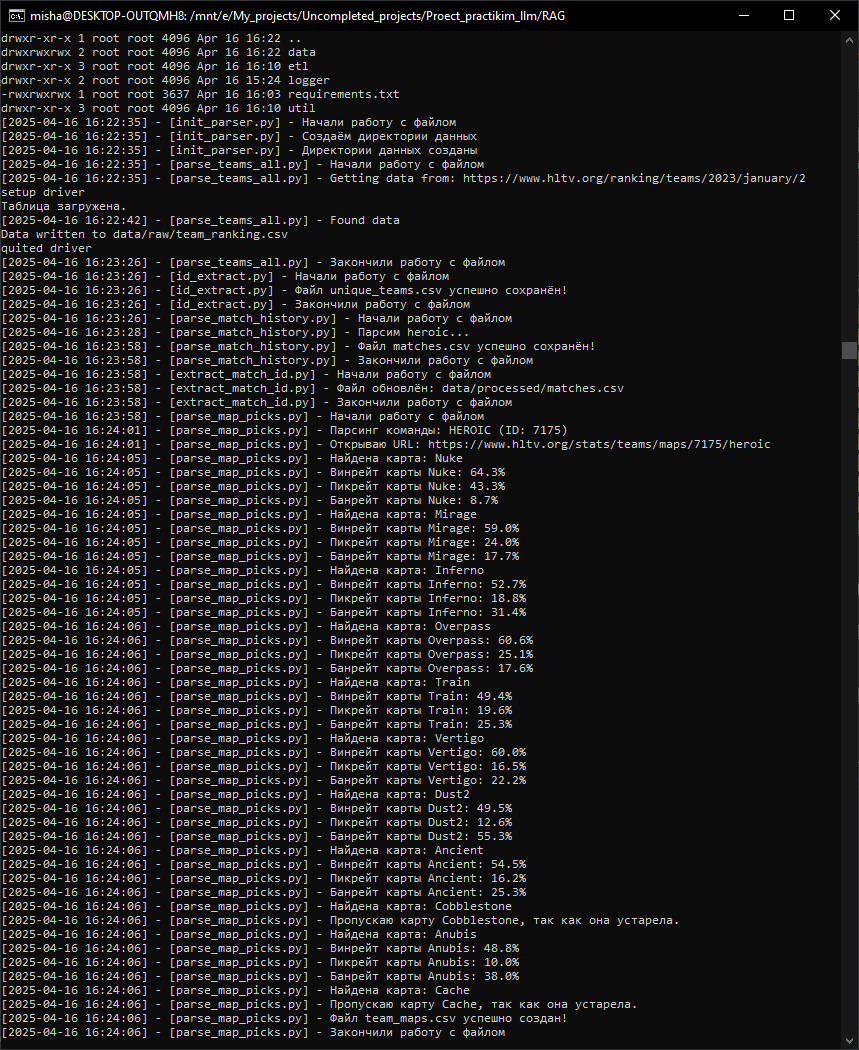 misha@DESKTOP-OUTQMH8: /mnt/e/My_projects/Uncompleted_projects/Proect_practikim_llm/RAG
drwxr-xr-x 1 root root 4096 Apr 16 16:22 ..
drwxrwxrwx 2 root root 4096 Apr 16 16:22 data
drwxr-xr-x 3 root root 4096 Apr 16 16:10 etl
drwxr-xr-x 2 root root 4096 Apr 16 15:24 logger
-rwxrwxrwx 1 root root 3637 Apr 16 16:03 requirements.txt
drwxr-xr-x 3 root root 4096 Apr 16 16:10 util
[2025-04-16 16:22:35] - [init_parser.py] - Начали работу с файлом
[2025-04-16 16:22:35] - [init_parser.py] - Создаём директории данных
[2025-04-16 16:22:35] - [init_parser.py] - Директории данных созданы
[2025-04-16 16:22:35] - [parse_teams_all.py] - Начали работу с файлом
[2025-04-16 16:22:35] - [parse_teams_all.py] - Getting data from: https://www.hltv.org/ranking/teams/2023/january/2
setup driver
Таблица загружена.
[2025-04-16 16:22:42] - [parse_teams_all.py] - Found data
Data written to data/raw/team_ranking.csv
quited driver
[2025-04-16 16:23:26] - [parse_teams_all.py] - Закончили работу с файлом
[2025-04-16 16:23:26] - [id_extract.py] - Начали работу с файлом
[2025-04-16 16:23:26] - [id_extract.py] - Файл unique_teams.csv успешно сохранён!
[2025-04-16 16:23:26] - [id_extract.py] - Закончили работу с файлом
[2025-04-16 16:23:26] - [parse_match_history.py] - Начали работу с файлом
[2025-04-16 16:23:28] - [parse_match_history.py] - Парсим heroic...
[2025-04-16 16:23:58] - [parse_match_history.py] - Файл matches.csv успешно сохранён!
[2025-04-16 16:23:58] - [parse_match_history.py] - Закончили работу с файлом
[2025-04-16 16:23:58] - [extract_match_id.py] - Начали работу с файлом
[2025-04-16 16:23:58] - [extract_match_id.py] - Файл обновлён: data/processed/matches.csv
[2025-04-16 16:23:58] - [extract_match_id.py] - Закончили работу с файлом
[2025-04-16 16:23:58] - [parse_map_picks.py] - Начали работу с файлом
[2025-04-16 16:24:01] - [parse_map_picks.py] - Парсинг команды: HEROIC (ID: 7175)
[2025-04-16 16:24:01] - [parse_map_picks.py] - Открываю URL: https://www.hltv.org/stats/teams/maps/7175/heroic
[2025-04-16 16:24:05] - [parse_map_picks.py] - Найдена карта: Nuke
[2025-04-16 16:24:05] - [parse_map_picks.py] - Винрейт карты Nuke: 64.3%
[2025-04-16 16:24:05] - [parse_map_picks.py] - Пикрейт карты Nuke: 43.3%
[2025-04-16 16:24:05] - [parse_map_picks.py] - Банрейт карты Nuke: 8.7%
[2025-04-16 16:24:05] - [parse_map_picks.py] - Найдена карта: Mirage
[2025-04-16 16:24:05] - [parse_map_picks.py] - Винрейт карты Mirage: 59.0%
[2025-04-16 16:24:05] - [parse_map_picks.py] - Пикрейт карты Mirage: 24.0%
[2025-04-16 16:24:05] - [parse_map_picks.py] - Банрейт карты Mirage: 17.7%
[2025-04-16 16:24:05] - [parse_map_picks.py] - Найдена карта: Inferno
[2025-04-16 16:24:05] - [parse_map_picks.py] - Винрейт карты Inferno: 52.7%
[2025-04-16 16:24:05] - [parse_map_picks.py] - Пикрейт карты Inferno: 18.8%
[2025-04-16 16:24:05] - [parse_map_picks.py] - Банрейт карты Inferno: 31.4%
[2025-04-16 16:24:06] - [parse_map_picks.py] - Найдена карта: Overpass
[2025-04-16 16:24:06] - [parse_map_picks.py] - Винрейт карты Overpass: 60.6%
[2025-04-16 16:24:06] - [parse_map_picks.py] - Пикрейт карты Overpass: 25.1%
[2025-04-16 16:24:06] - [parse_map_picks.py] - Банрейт карты Overpass: 17.6%
[2025-04-16 16:24:06] - [parse_map_picks.py] - Найдена карта: Train
[2025-04-16 16:24:06] - [parse_map_picks.py] - Винрейт карты Train: 49.4%
[2025-04-16 16:24:06] - [parse_map_picks.py] - Пикрейт карты Train: 19.6%
[2025-04-16 16:24:06] - [parse_map_picks.py] - Банрейт карты Train: 25.3%
[2025-04-16 16:24:06] - [parse_map_picks.py] - Найдена карта: Vertigo
[2025-04-16 16:24:06] - [parse_map_picks.py] - Винрейт карты Vertigo: 60.0%
[2025-04-16 16:24:06] - [parse_map_picks.py] - Пикрейт карты Vertigo: 16.5%
[2025-04-16 16:24:06] - [parse_map_picks.py] - Банрейт карты Vertigo: 22.2%
[2025-04-16 16:24:06] - [parse_map_picks.py] - Найдена карта: Dust2
[2025-04-16 16:24:06] - [parse_map_picks.py] - Винрейт карты Dust2: 49.5%
[2025-04-16 16:24:06] - [parse_map_picks.py] - Пикрейт карты Dust2: 12.6%
[2025-04-16 16:24:06] - [parse_map_picks.py] - Банрейт карты Dust2: 55.3%
[2025-04-16 16:24:06] - [parse_map_picks.py] - Найдена карта: Ancient
[2025-04-16 16:24:06] - [parse_map_picks.py] - Винрейт карты Ancient: 54.5%
[2025-04-16 16:24:06] - [parse_map_picks.py] - Пикрейт карты Ancient: 16.2%
[2025-04-16 16:24:06] - [parse_map_picks.py] - Банрейт карты Ancient: 25.3%
[2025-04-16 16:24:06] - [parse_map_picks.py] - Найдена карта: Cobblestone
[2025-04-16 16:24:06] - [parse_map_picks.py] - Пропускаю карту Cobblestone, так как она устарела.
[2025-04-16 16:24:06] - [parse_map_picks.py] - Найдена карта: Anubis
[2025-04-16 16:24:06] - [parse_map_picks.py] - Винрейт карты Anubis: 48.8%
[2025-04-16 16:24:06] - [parse_map_picks.py] - Пикрейт карты Anubis: 10.0%
[2025-04-16 16:24:06] - [parse_map_picks.py] - Банрейт карты Anubis: 38.0%
[2025-04-16 16:24:06] - [parse_map_picks.py] - Найдена карта: Cache
[2025-04-16 16:24:06] - [parse_map_picks.py] - Пропускаю карту Cache, так как она устарела.
[2025-04-16 16:24:06] - [parse_map_picks.py] - Файл team_maps.csv успешно создан!
[2025-04-16 16:24:06] - [parse_map_picks.py] - Закончили работу с файлом